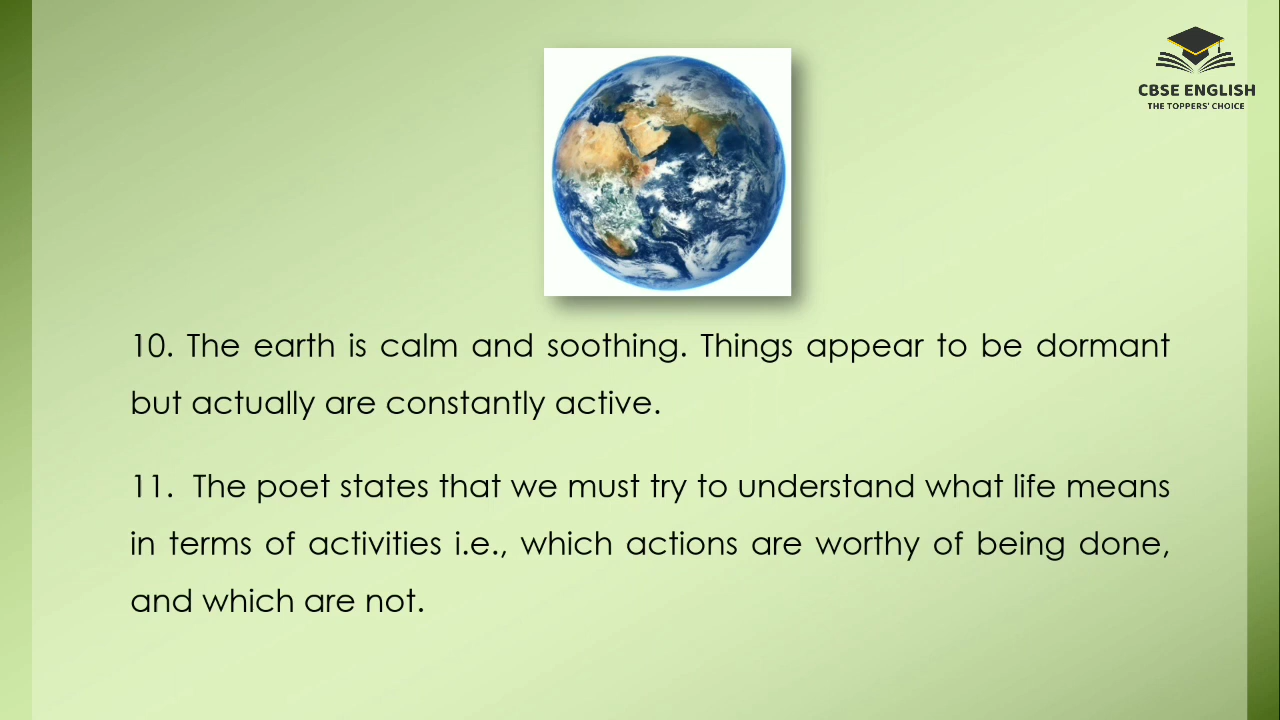 CBSE ENGLISH
THE TOPPERS' CHOICE
10. The earth is calm and soothing. Things appear to be dormant
but actually are constantly active.
11. The poet states that we must try to understand what life means
in terms of activities i.e., which actions are worthy of being done,
and which are not.